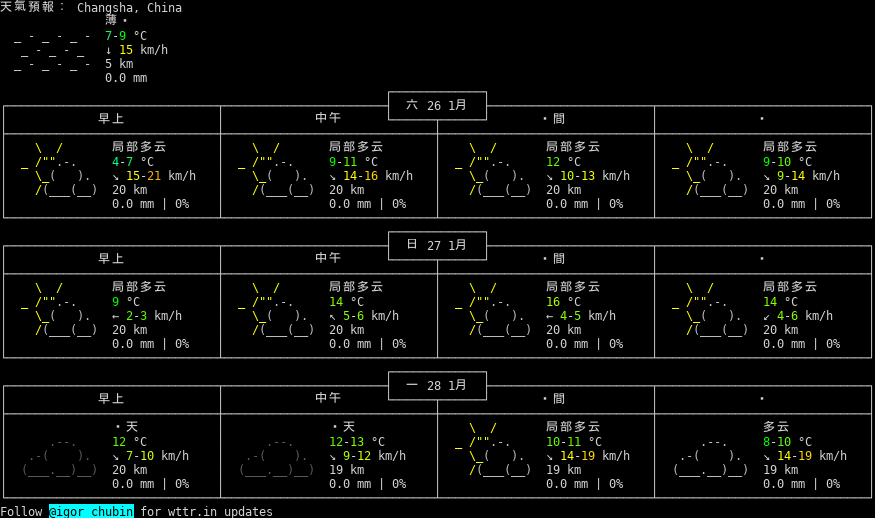 天氣預報： Changsha, China
薄・
7-9 °C
↓ 15 km/h
5 km
0.0 mm
六 26 1月
早上 中午 ・間 ・
局部多云 局部多云 局部多云 局部多云
4-7 °C 9-11 °C 12 °C 9-10 °C
↘ 15-21 km/h ↘ 14-16 km/h ↘ 10-13 km/h ↘ 9-14 km/h
20 km 20 km 20 km 20 km
0.0 mm | 0% 0.0 mm | 0% 0.0 mm | 0% 0.0 mm | 0%
日 27 1月
早上 中午 ・間 ・
局部多云 局部多云 局部多云 局部多云
9 °C 14 °C 16 °C 14 °C
← 2-3 km/h ↖ 5-6 km/h ← 4-5 km/h ↙ 4-6 km/h
20 km 20 km 20 km 20 km
0.0 mm | 0% 0.0 mm | 0% 0.0 mm | 0% 0.0 mm | 0%
一 28 1月
早上 中午 ・間 ・
・天 ・天 局部多云 多云
12 °C 12-13 °C 10-11 °C 8-10 °C
↘ 7-10 km/h ↘ 9-12 km/h ↘ 14-19 km/h ↘ 14-19 km/h
20 km 19 km 19 km 19 km
0.0 mm | 0% 0.0 mm | 0% 0.0 mm | 0% 0.0 mm | 0%
Follow @igor_chubin for wttr.in updates